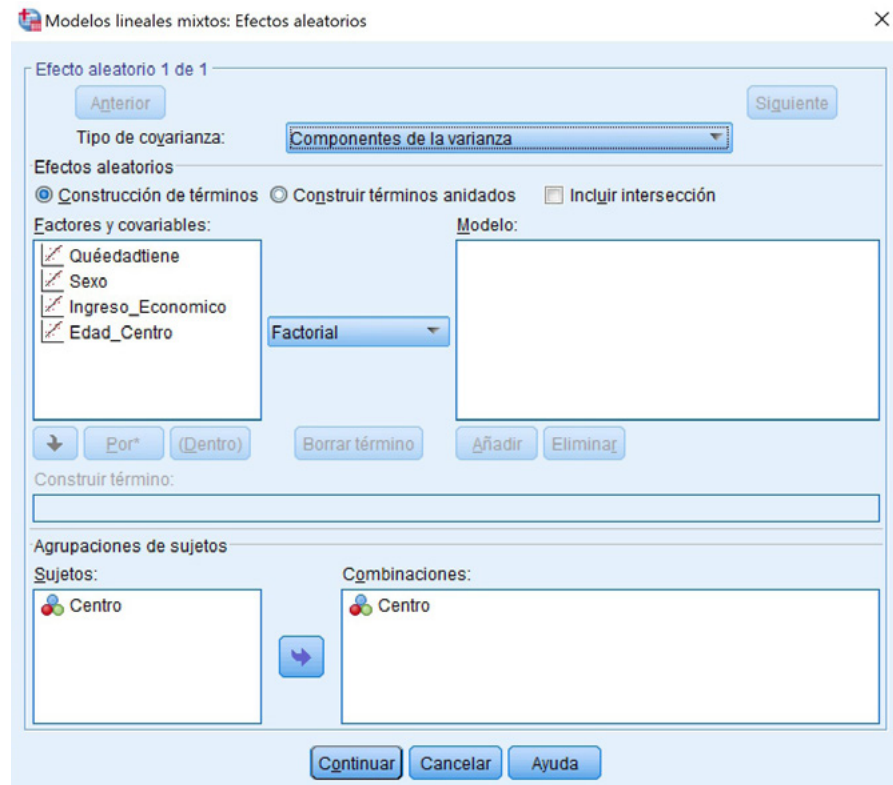 Modelos lineales mixtos: Efectos aleatorios
Efecto aleatorio 1 de 1
Anterior
Siguiente
Tipo de covarianza:
Componentes de la varianza
Efectos aleatorios
Construcción de términos
Construir términos anidados
Incluir intersección
Factores y covariables:
Modelo:
Quéedadtiene
Sexo
Ingreso_Economico
Edad_Centro
Factorial
Por*
(Dentro)
Borrar término
Añadir
Eliminar
Construir término:
Agrupaciones de sujetos
Sujetos:
Combinaciones:
Centro
Centro
Continuar
Cancelar
Ayuda